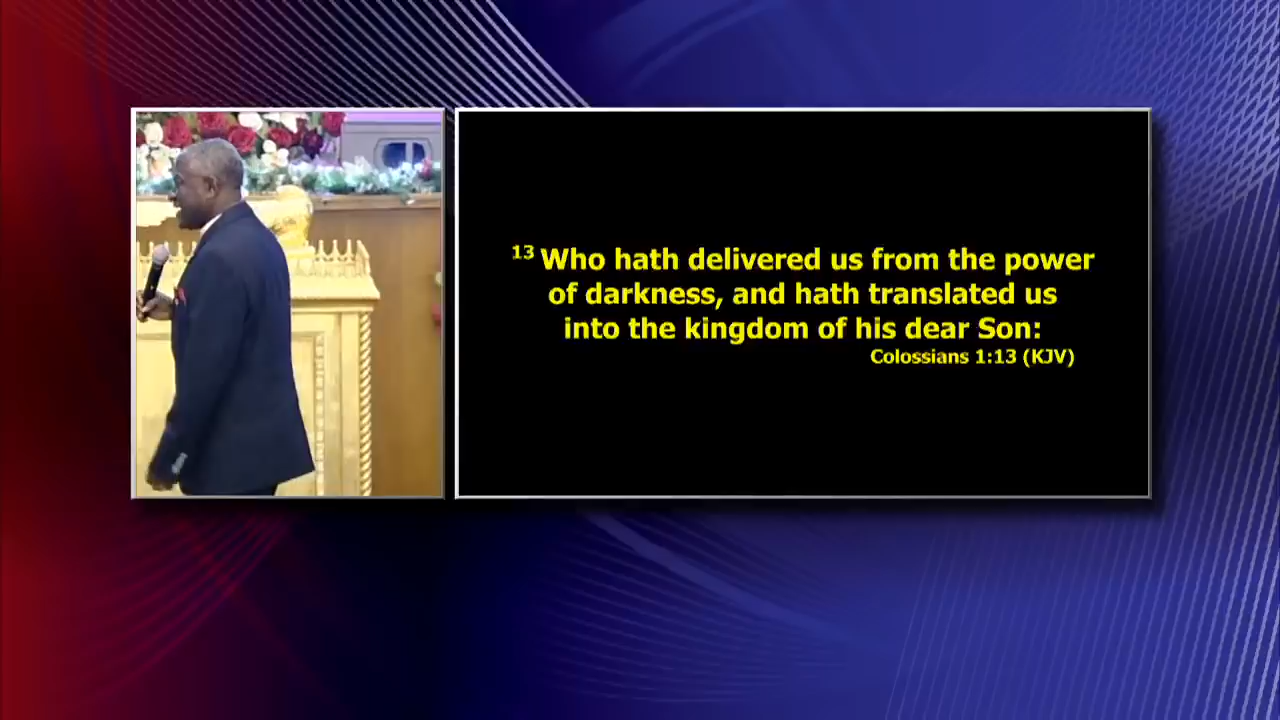 13 Who hath delivered us from the power
of darkness, and hath translated us
into the kingdom of his dear Son:
Colossians 1:13 (KJV)